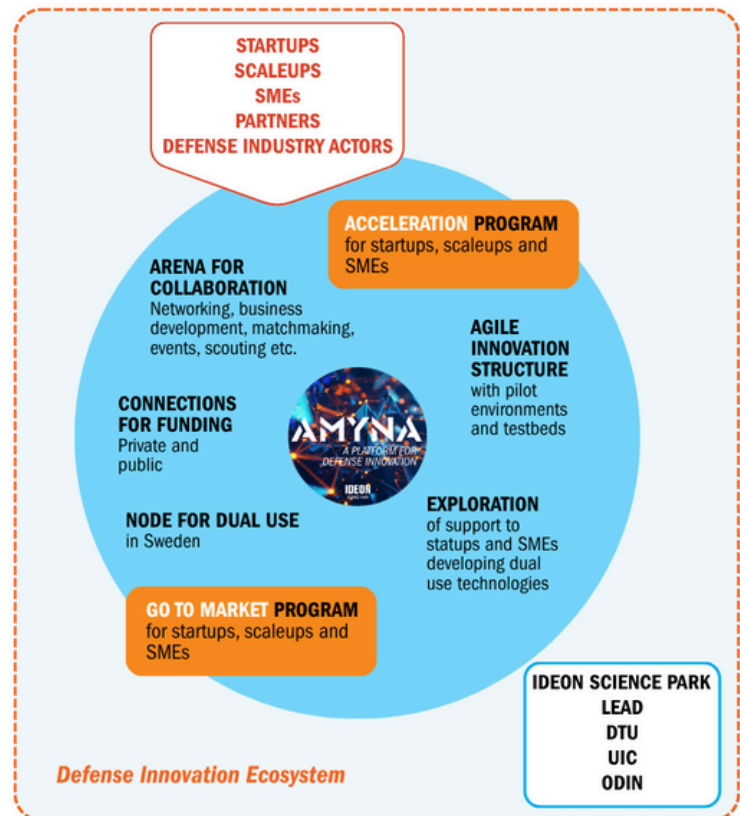 STARTUPS
SCALEUPS
SMEs
PARTNERS
DEFENSE INDUSTRY ACTORS
ACCELERATION PROGRAM
for startups, scaleups and
SMEs
ARENA FOR
COLLABORATION
Networking, business
development, matchmaking,
events, scouting etc.
AGILE
INNOVATION
STRUCTURE
with pilot
environments
and testbeds
CONNECTIONS
FOR FUNDING
Private and
public
AMYNA
A PLATFORM FOR
DEFENSE INNOVATION
IDEON
NODE FOR DUAL USE
in Sweden
EXPLORATION
of support to
statups and SMEs
developing dual
use technologies
GO TO MARKET PROGRAM
for startups, scaleups and
SMEs
IDEON SCIENCE PARK
LEAD
DTU
UIC
ODIN
Defense Innovation Ecosystem